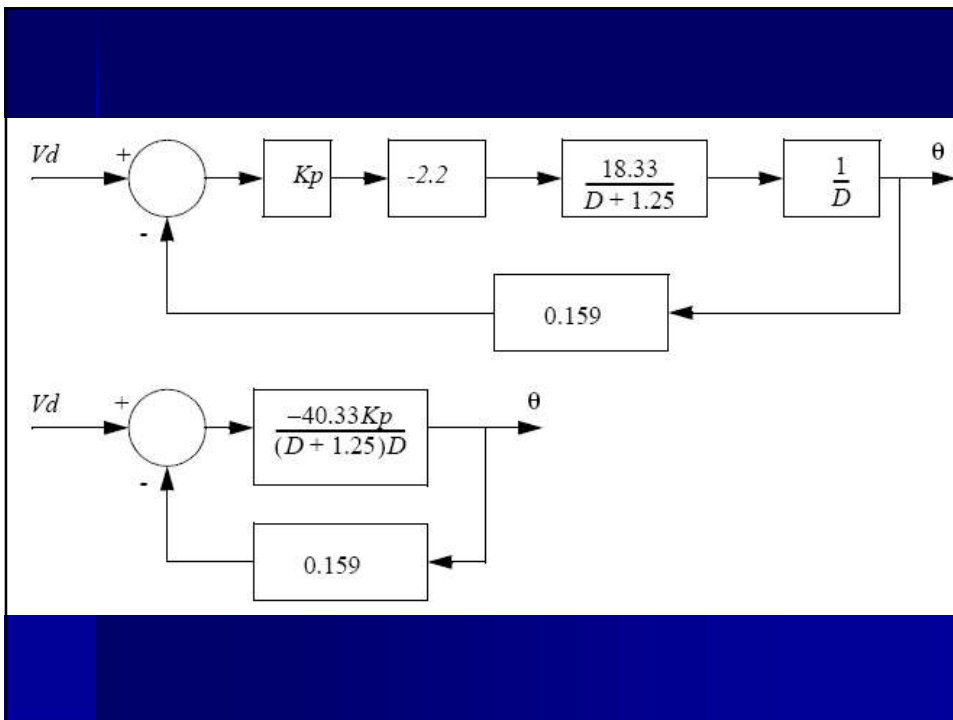 Vd
+
-
Kp
-2.2
18.33
D + 1.25
1
D
θ
0.159
Vd
+
-
−40.33Kp
(D + 1.25)D
θ
0.159